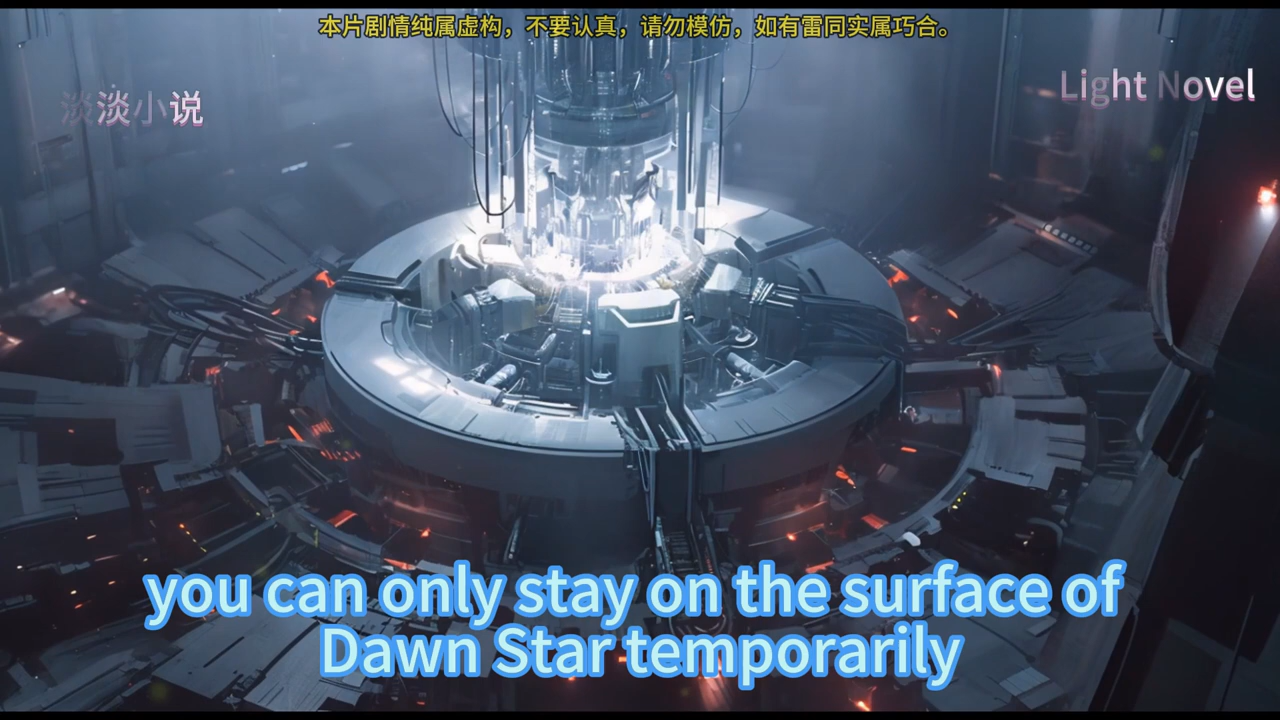 本片剧情纯属虚构，不要认真，请勿模仿，如有雷同实属巧合。
淡淡小说
Light Novel
you can only stay on the surface of
Dawn Star temporarily